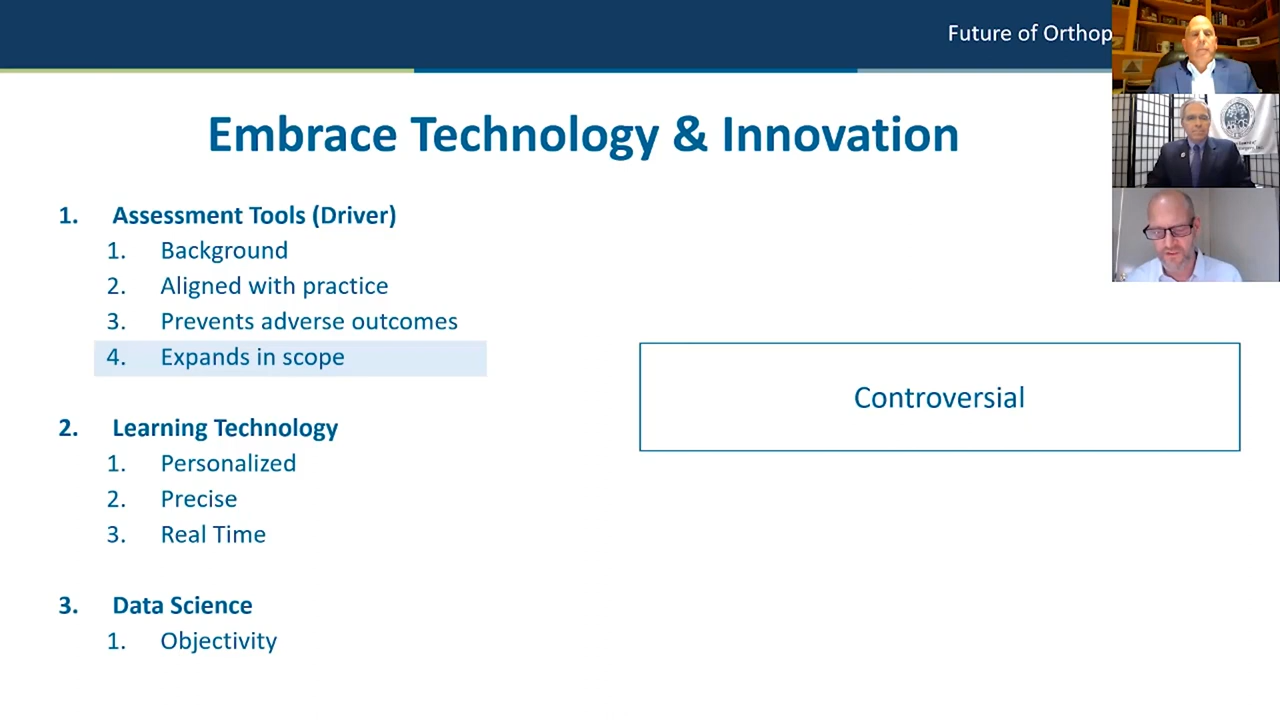 Future of Orthop
Embrace Technology & Innovation
1. Assessment Tools (Driver)
1. Background
2. Aligned with practice
3. Prevents adverse outcomes
4. Expands in scope
Controversial
2. Learning Technology
1. Personalized
2. Precise
3. Real Time
3. Data Science
1. Objectivity